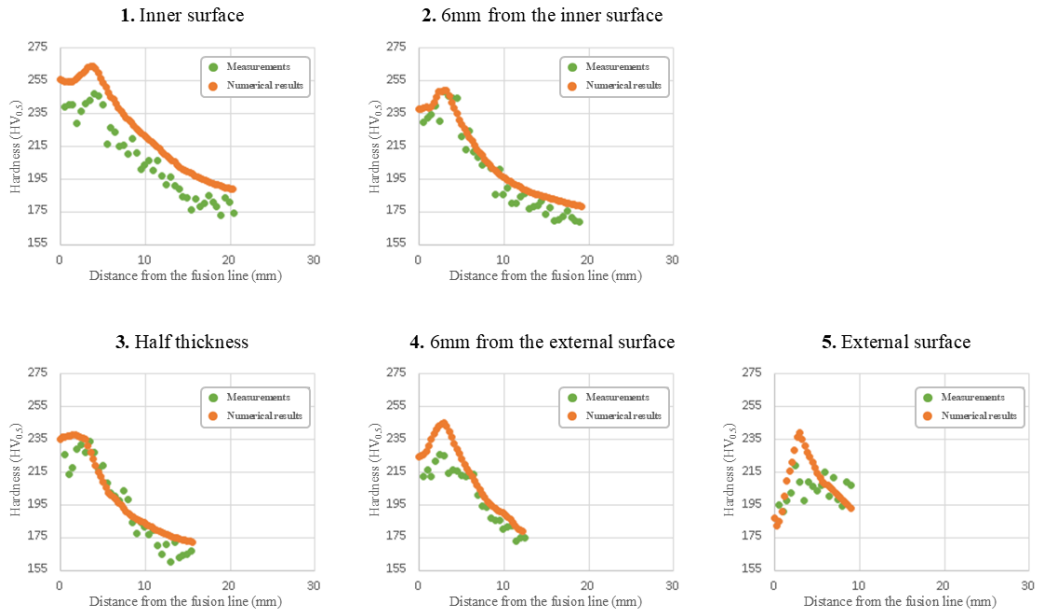 1. Inner surface
275
255
235
215
195
175
155
Hardness (HV0.5)
Measurements
Numerical results
0
10
20
30
Distance from the fusion line (mm)
2. 6mm from the inner surface
275
255
235
215
195
175
155
Hardness (HV0.5)
Measurements
Numerical results
0
10
20
30
Distance from the fusion line (mm)
3. Half thickness
275
255
235
215
195
175
155
Hardness (HV0.5)
Measurements
Numerical results
0
10
20
30
Distance from the fusion line (mm)
4. 6mm from the external surface
275
255
235
215
195
175
155
Hardness (HV0.5)
Measurements
Numerical results
0
10
20
30
Distance from the fusion line (mm)
5. External surface
275
255
235
215
195
175
155
Hardness (HV0.5)
Measurements
Numerical results
0
10
20
30
Distance from the fusion line (mm)